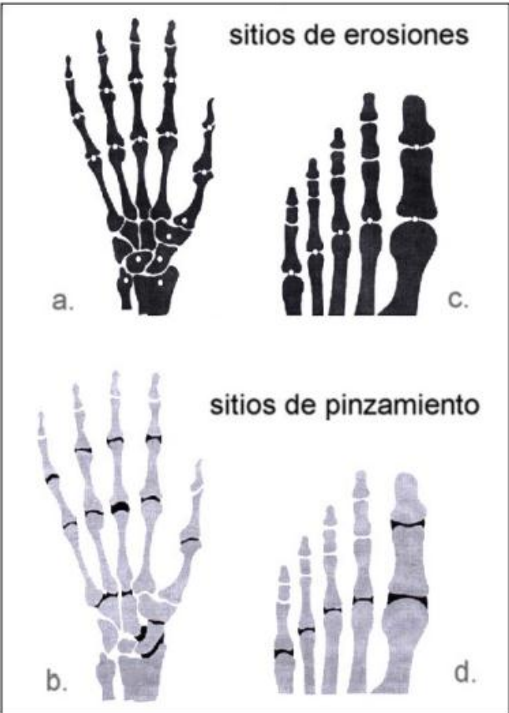 sitios de erosiones
a.
c.
sitios de pinzamiento
b.
d.